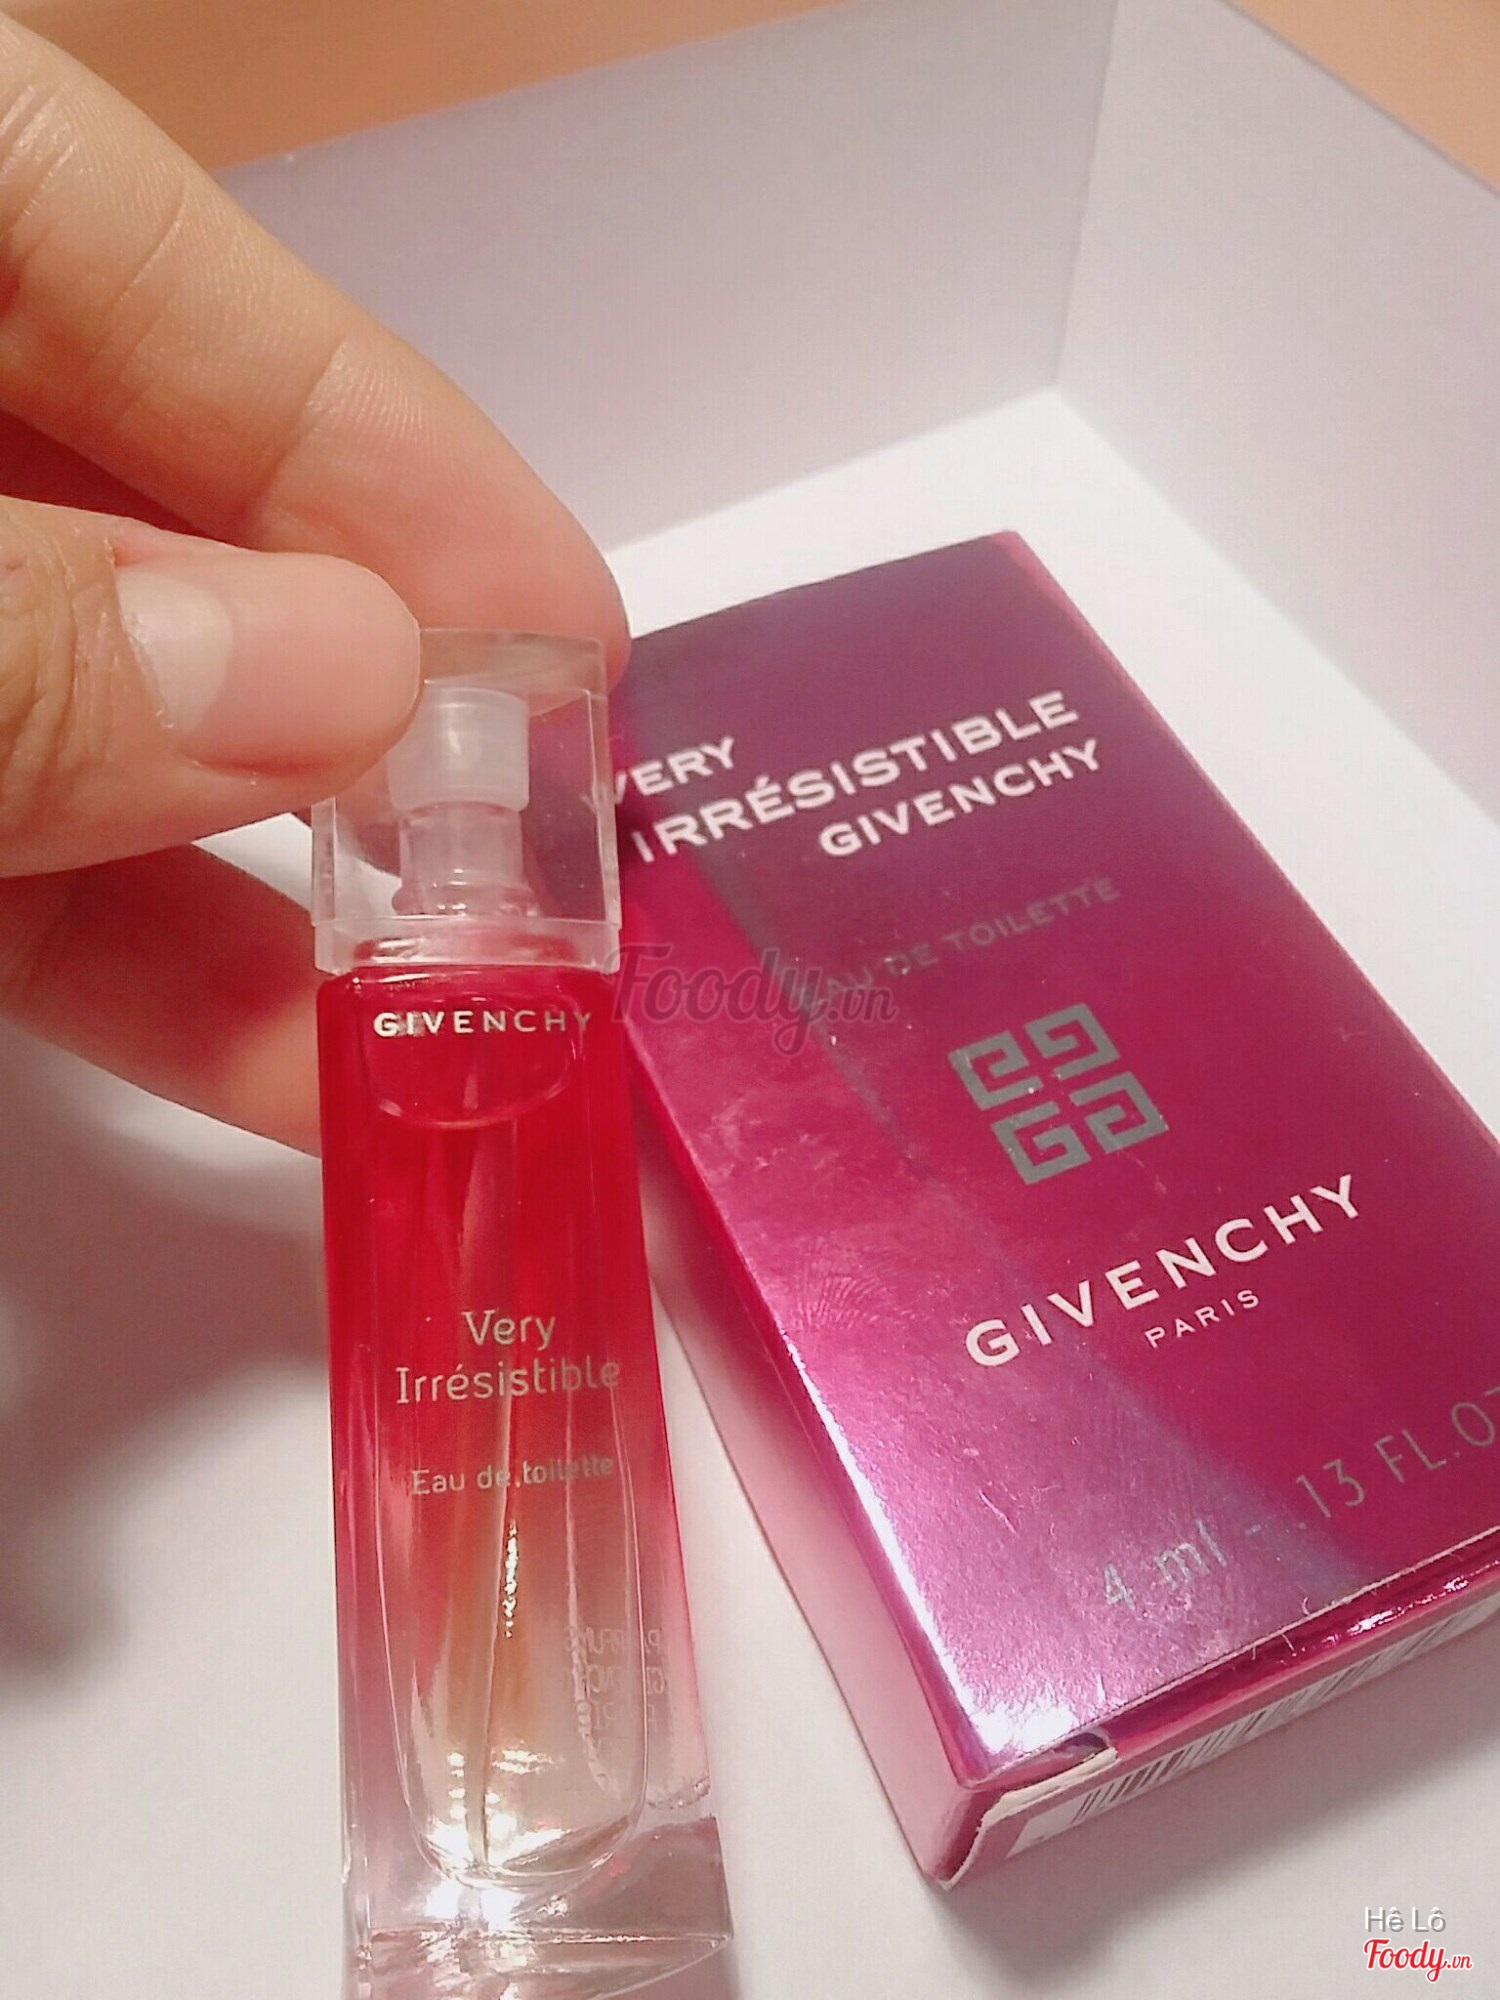 VERY
IRRÉSISTIBLE
GIVENCHY
EAU DE TOILETTE
GIVENCHY
PARIS
4 ml - .13 FL.OZ
GIVENCHY
Very
Irrésistible
Eau de toilette
Foody.vn
Hê Lô
Foody.vn